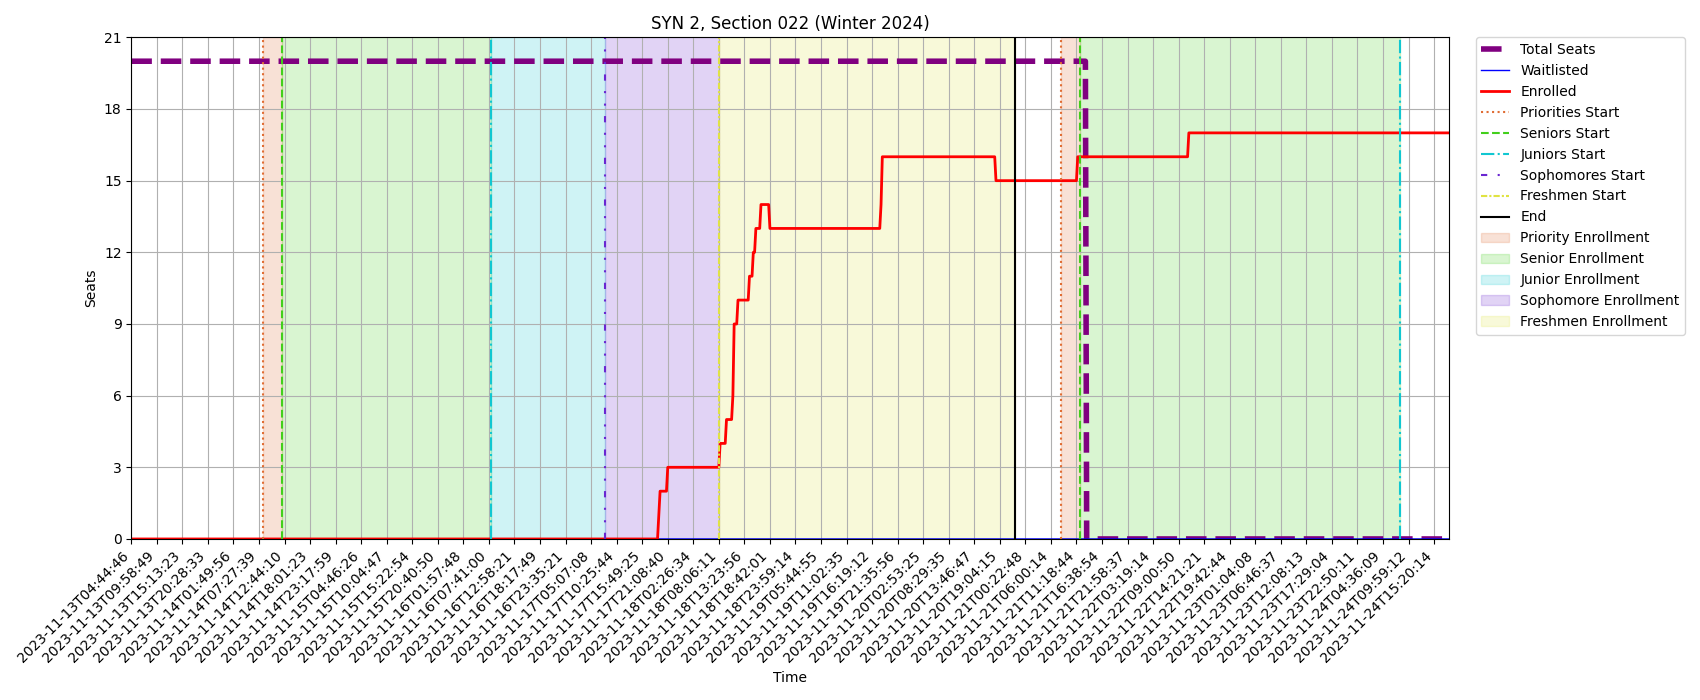 SYN 2, Section 022 (Winter 2024)
21
18
15
12
9
6
3
0
Seats
Total Seats
Waitlisted
Enrolled
Priorities Start
Seniors Start
Juniors Start
Sophomores Start
Freshmen Start
End
Priority Enrollment
Senior Enrollment
Junior Enrollment
Sophomore Enrollment
Freshmen Enrollment
2023-11-13T04:44:46
2023-11-13T09:58:49
2023-11-13T15:13:23
2023-11-13T20:28:33
2023-11-14T01:49:56
2023-11-14T07:27:39
2023-11-14T12:44:10
2023-11-14T18:01:23
2023-11-14T23:17:59
2023-11-15T04:46:26
2023-11-15T10:04:47
2023-11-15T15:22:54
2023-11-15T20:40:50
2023-11-16T01:57:48
2023-11-16T07:41:00
2023-11-16T12:58:21
2023-11-16T18:17:49
2023-11-16T23:35:21
2023-11-17T05:07:08
2023-11-17T10:25:44
2023-11-17T15:49:25
2023-11-17T21:08:40
2023-11-18T02:26:34
2023-11-18T08:06:11
2023-11-18T13:23:56
2023-11-18T18:42:01
2023-11-18T23:59:14
2023-11-19T05:44:55
2023-11-19T11:02:35
2023-11-19T16:19:12
2023-11-19T21:35:56
2023-11-20T02:53:25
2023-11-20T08:29:35
2023-11-20T13:46:47
2023-11-20T19:04:15
2023-11-21T00:22:48
2023-11-21T06:00:14
2023-11-21T11:18:44
2023-11-21T16:38:54
2023-11-21T21:58:37
2023-11-22T03:19:14
2023-11-22T09:00:50
2023-11-22T14:21:21
2023-11-22T19:42:44
2023-11-23T01:04:08
2023-11-23T06:46:37
2023-11-23T12:08:13
2023-11-23T17:29:04
2023-11-23T22:50:11
2023-11-24T04:36:09
2023-11-24T09:59:12
2023-11-24T15:20:14
Time